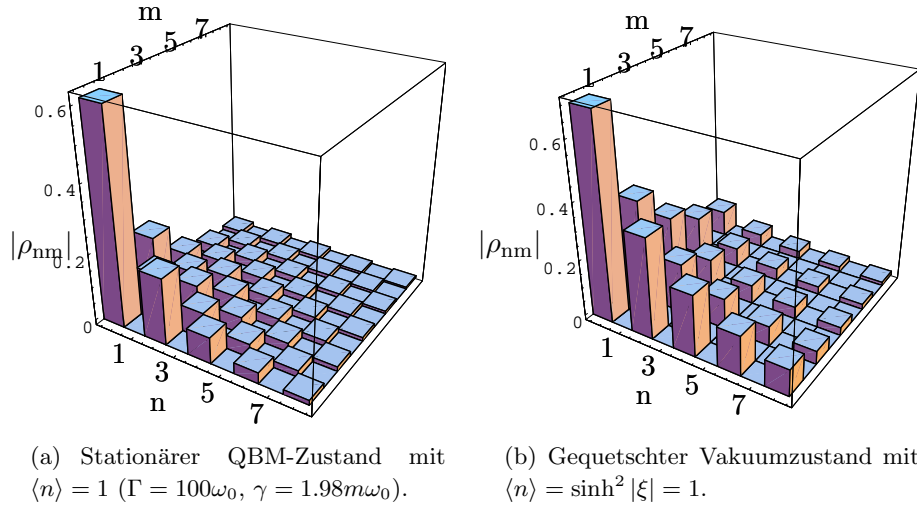 m
1 3 5 7
0.6
0.4
|ρnm|
0.2
0
1
3
5
7
n
m
1 3 5 7
0.6
0.4
|ρnm|
0.2
0
1
3
5
7
n
(a) Stationärer QBM-Zustand mit
⟨n⟩ = 1 (Γ = 100ω₀, γ = 1.98mω₀).
(b) Gequetschter Vakuumzustand mit
⟨n⟩ = sinh² |ξ| = 1.